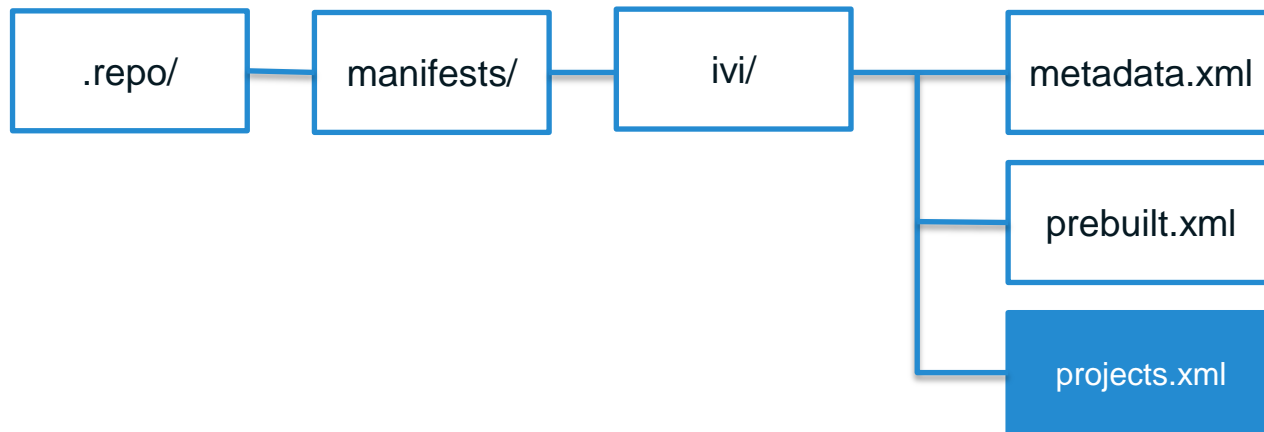 .repo/
manifests/
ivi/
metadata.xml
prebuilt.xml
projects.xml